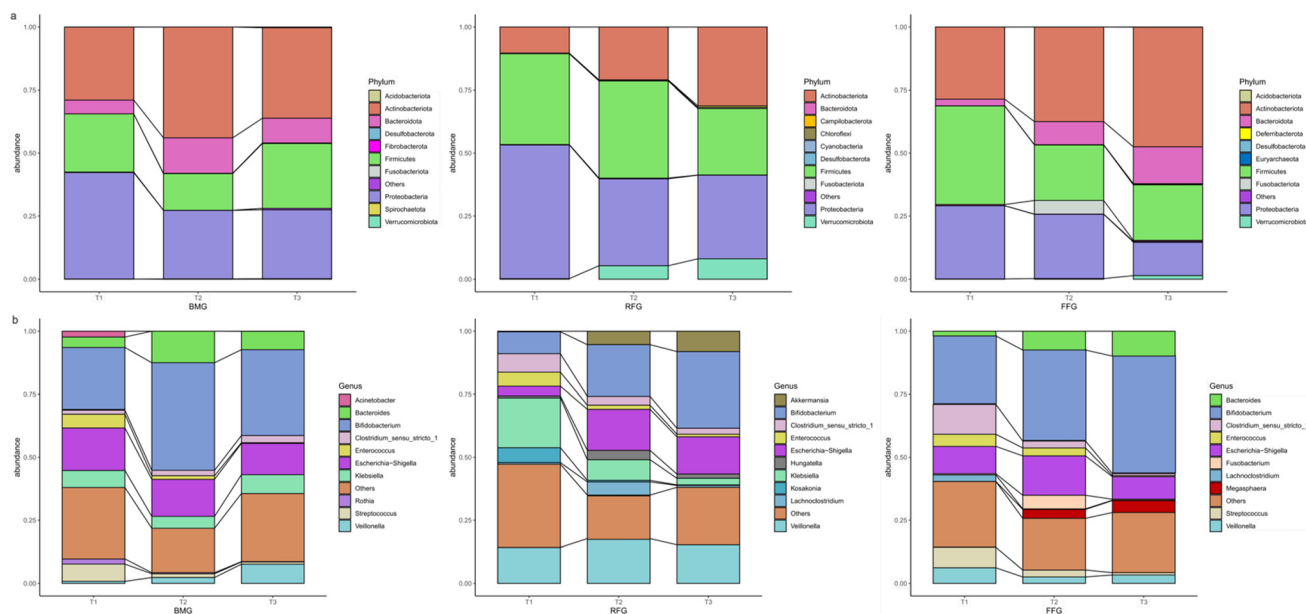 a
abundance
1.00
0.75
0.50
0.25
0.00
T1 T2 T3
BMG
Phylum
Acidobacteriota
Actinobacteriota
Bacteroidota
Desulfobacterota
Fibrobacterota
Firmicutes
Fusobacteriota
Others
Proteobacteria
Spirochaetota
Verrucomicrobiota
abundance
1.00
0.75
0.50
0.25
0.00
T1 T2 T3
RFG
Phylum
Actinobacteriota
Bacteroidota
Campilobacterota
Chloroflexi
Cyanobacteria
Desulfobacterota
Firmicutes
Fusobacteriota
Others
Proteobacteria
Verrucomicrobiota
abundance
1.00
0.75
0.50
0.25
0.00
T1 T2 T3
FFG
Phylum
Acidobacteriota
Actinobacteriota
Bacteroidota
Deferribacterota
Desulfobacterota
Euryarchaeota
Firmicutes
Fusobacteriota
Others
Proteobacteria
Verrucomicrobiota
b
abundance
1.00
0.75
0.50
0.25
0.00
T1 T2 T3
BMG
Genus
Acinetobacter
Bacteroides
Bifidobacterium
Clostridium_sensu_stricto_1
Enterococcus
Escherichia-Shigella
Klebsiella
Others
Rothia
Streptococcus
Veillonella
abundance
1.00
0.75
0.50
0.25
0.00
T1 T2 T3
RFG
Genus
Akkermansia
Bifidobacterium
Clostridium_sensu_stricto_1
Enterococcus
Escherichia-Shigella
Hungatella
Klebsiella
Kosakonia
Lachnoclostridium
Others
Veillonella
abundance
1.00
0.75
0.50
0.25
0.00
T1 T2 T3
FFG
Genus
Bacteroides
Bifidobacterium
Clostridium_sensu_stricto_1
Enterococcus
Escherichia-Shigella
Fusobacterium
Lachnoclostridium
Megasphaera
Others
Streptococcus
Veillonella